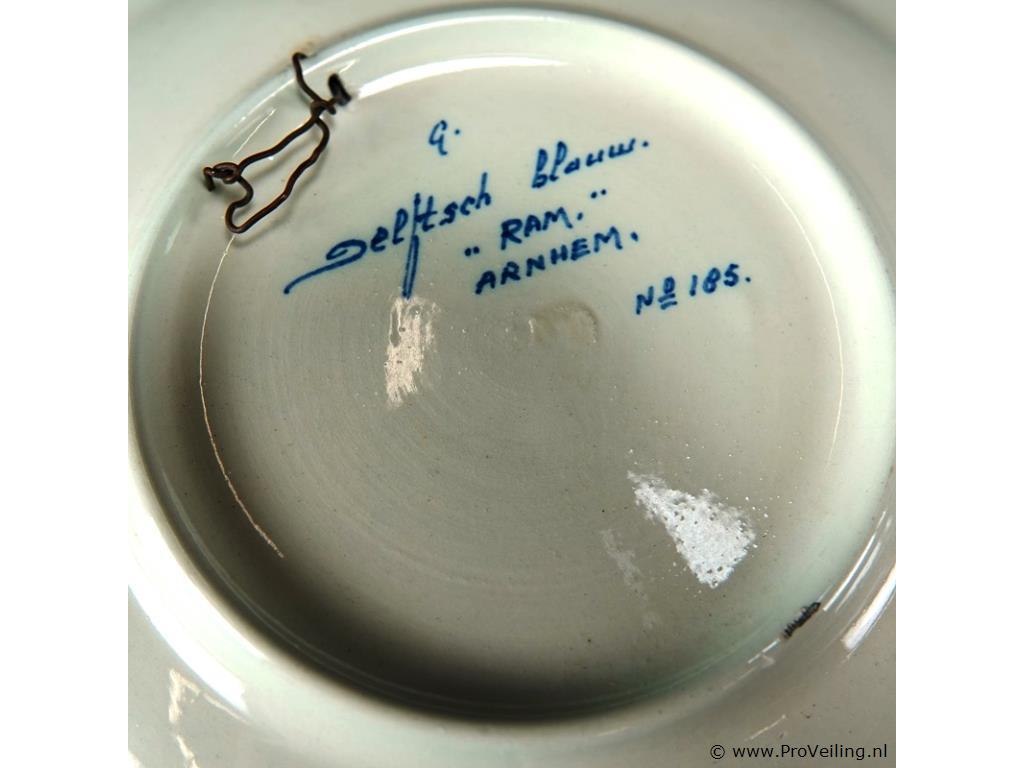 G.
Delftsch blauw.
"RAM."
ARNHEM.
No 185.
© www.ProVeiling.nl